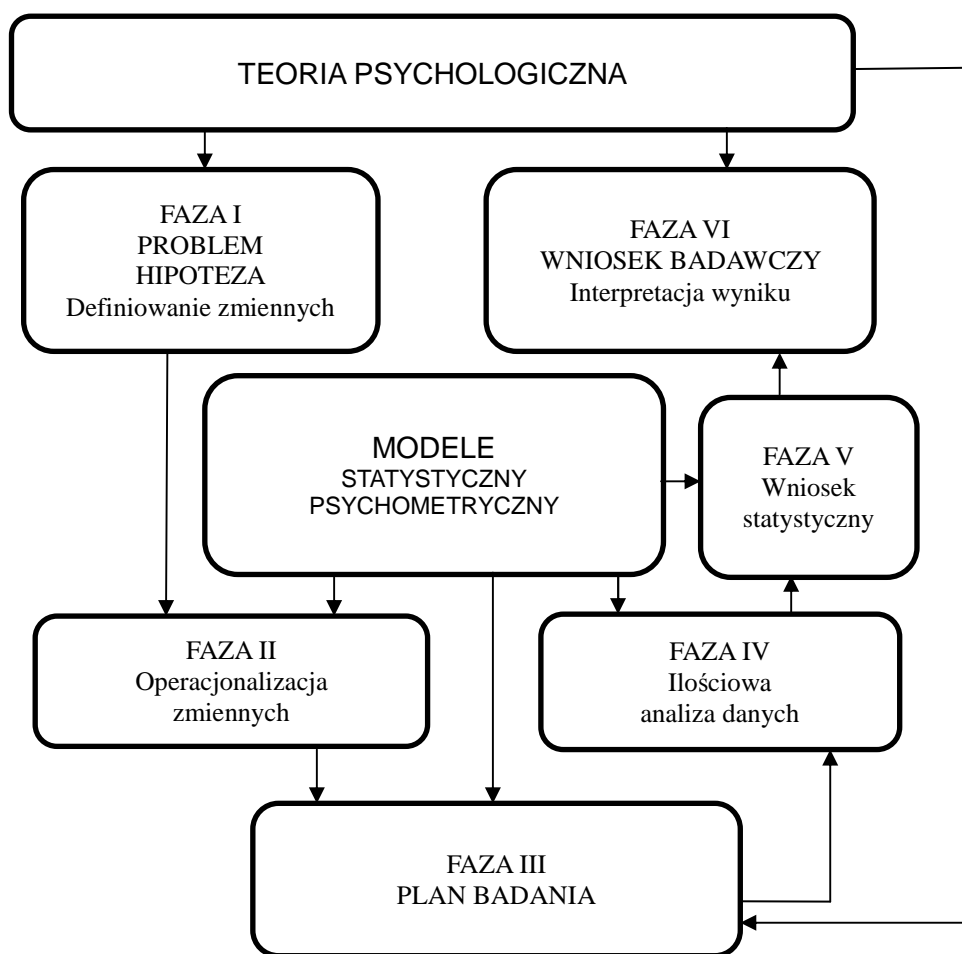 TEORIA PSYCHOLOGICZNA
FAZA I
PROBLEM
HIPOTEZA
Definiowanie zmiennych
FAZA VI
WNIOSEK BADAWCZY
Interpretacja wyniku
MODELE
STATYSTYCZNY
PSYCHOMETRYCZNY
FAZA V
Wniosek
statystyczny
FAZA II
Operacjonalizacja
zmiennych
FAZA IV
Ilościowa
analiza danych
FAZA III
PLAN BADANIA